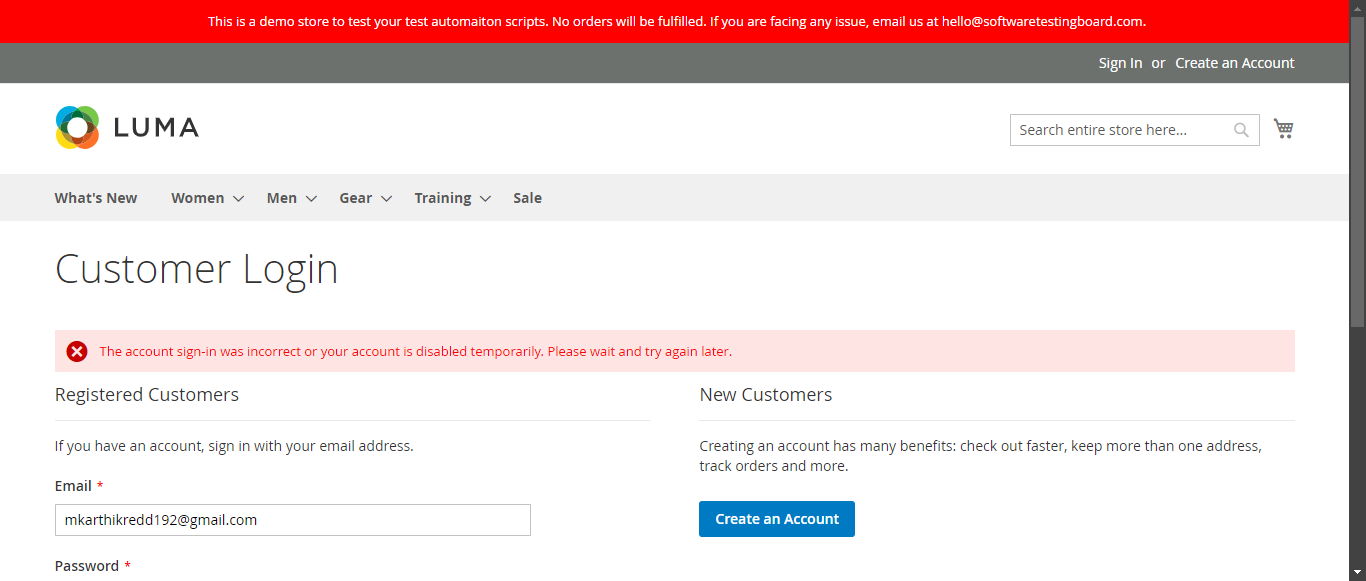 This is a demo store to test your test automaiton scripts. No orders will be fulfilled. If you are facing any issue, email us at hello@softwaretestingboard.com.
Sign In or Create an Account
LUMA
Search entire store here...
What's New Women Men Gear Training Sale
Customer Login
The account sign-in was incorrect or your account is disabled temporarily. Please wait and try again later.
Registered Customers
If you have an account, sign in with your email address.
Email *
mkarthikredd192@gmail.com
Password *
New Customers
Creating an account has many benefits: check out faster, keep more than one address,
track orders and more.
Create an Account